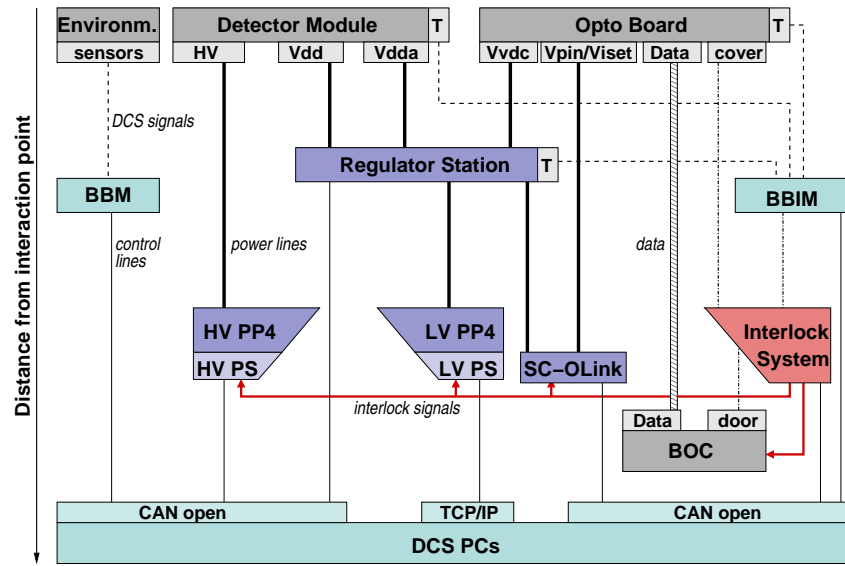 Environm.
Detector Module
T
Opto Board
T
sensors
HV
Vdd
Vdda
Vvdc
Vpin/Viset
Data
cover
DCS signals
Regulator Station
T
BBM
BBIM
control
lines
power lines
data
HV PP4
LV PP4
Interlock
System
HV PS
LV PS
SC−OLink
interlock signals
Data
door
BOC
CAN open
TCP/IP
CAN open
DCS PCs
Distance from interaction point